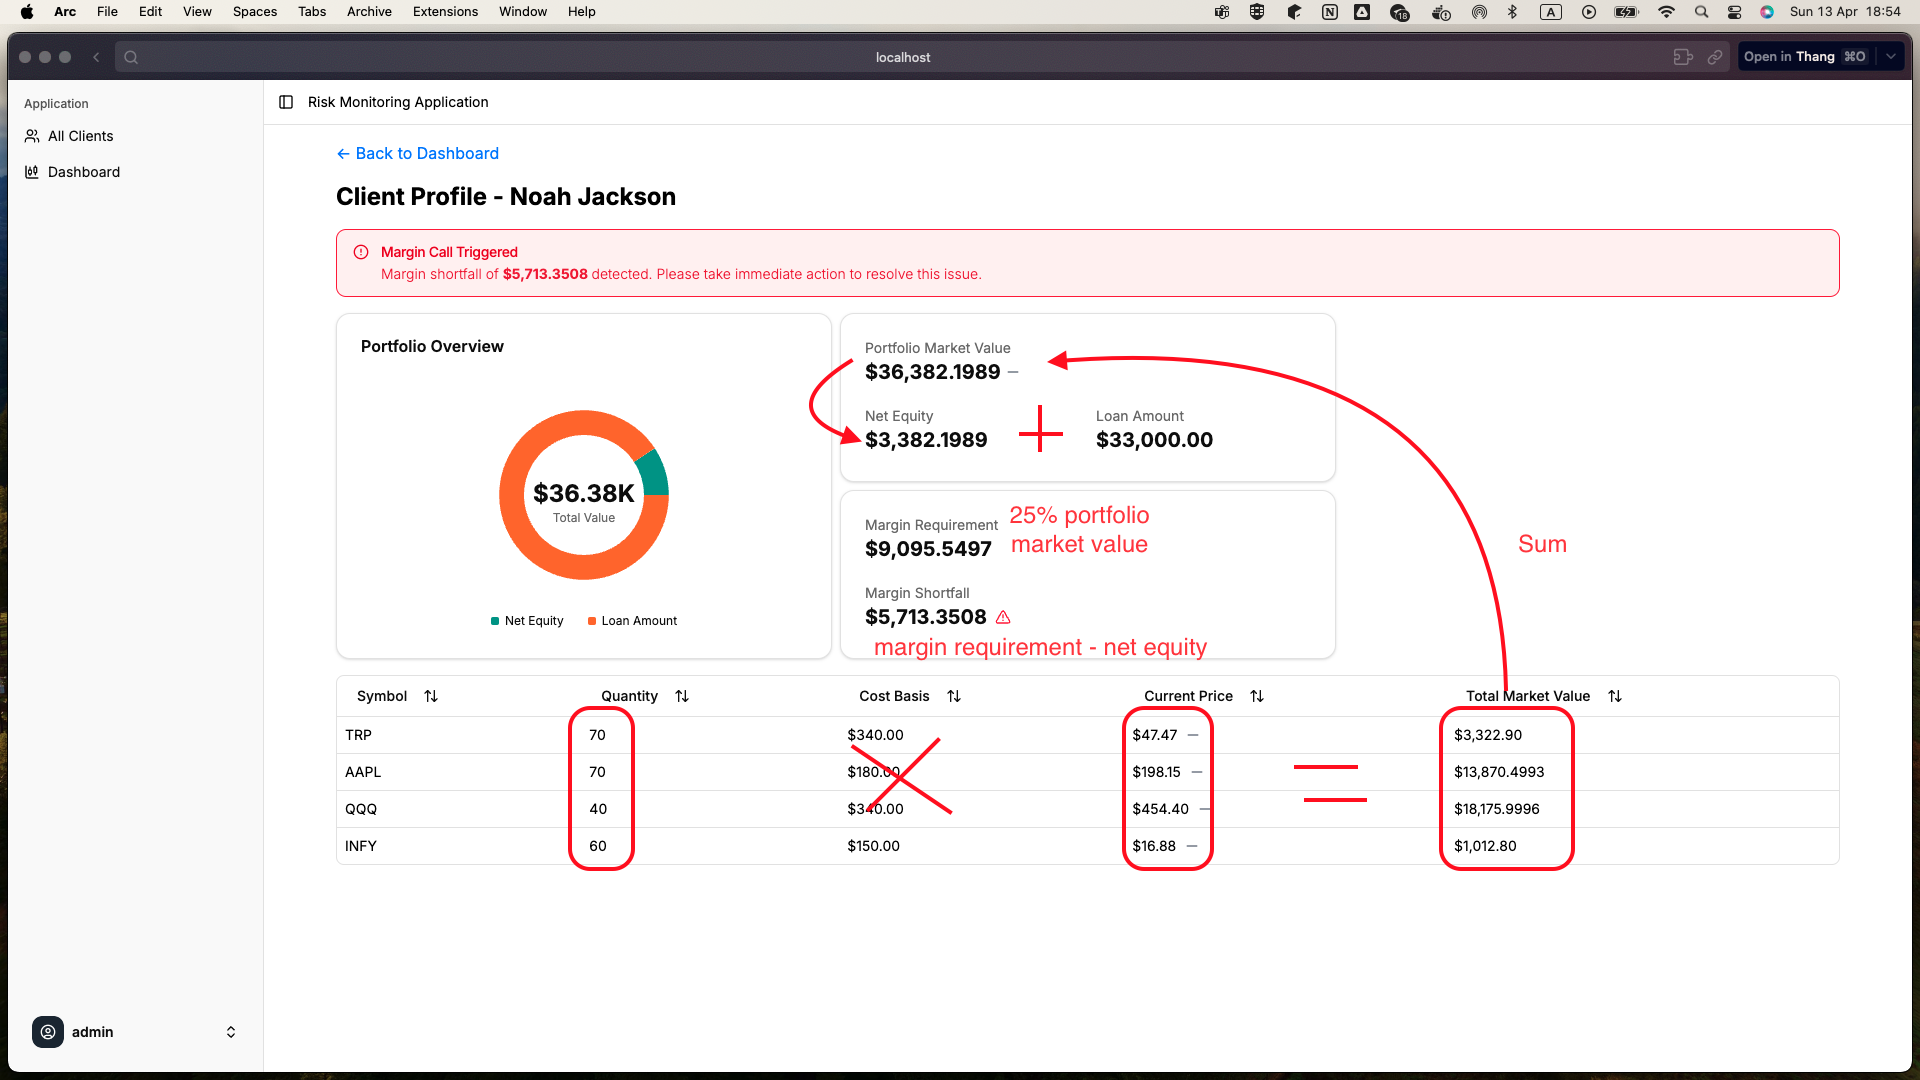 Arc File Edit View Spaces Tabs Archive Extensions Window Help
18 A Sun 13 Apr 18:54
localhost
Open in Thang ⌘O
Application
All Clients
Dashboard
Risk Monitoring Application
← Back to Dashboard
Client Profile - Noah Jackson
Margin Call Triggered
Margin shortfall of $5,713.3508 detected. Please take immediate action to resolve this issue.
Portfolio Overview
$36.38K
Total Value
Net Equity Loan Amount
Portfolio Market Value
$36,382.1989 –
Net Equity Loan Amount
$3,382.1989 + $33,000.00
Margin Requirement
$9,095.5497
25% portfolio
market value
Margin Shortfall
$5,713.3508
margin requirement - net equity
Sum
Symbol Quantity Cost Basis Current Price Total Market Value
TRP 70 $340.00 $47.47 – $3,322.90
AAPL 70 $180.00 $198.15 – $13,870.4993
QQQ 40 $340.00 $454.40 – $18,175.9996
INFY 60 $150.00 $16.88 – $1,012.80
admin